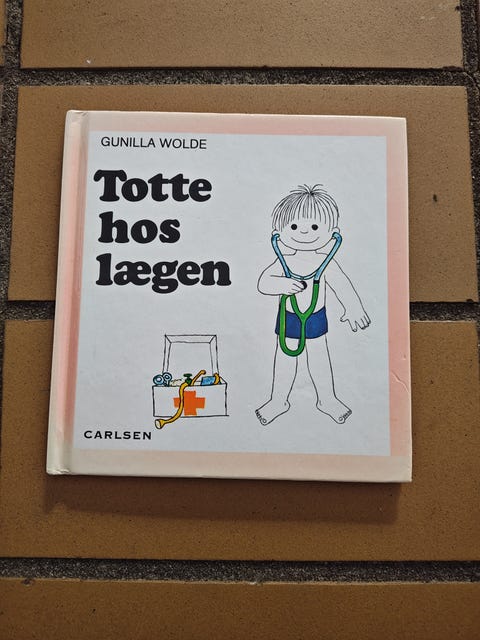 GUNILLA WOLDE
Totte
hos
lægen
CARLSEN